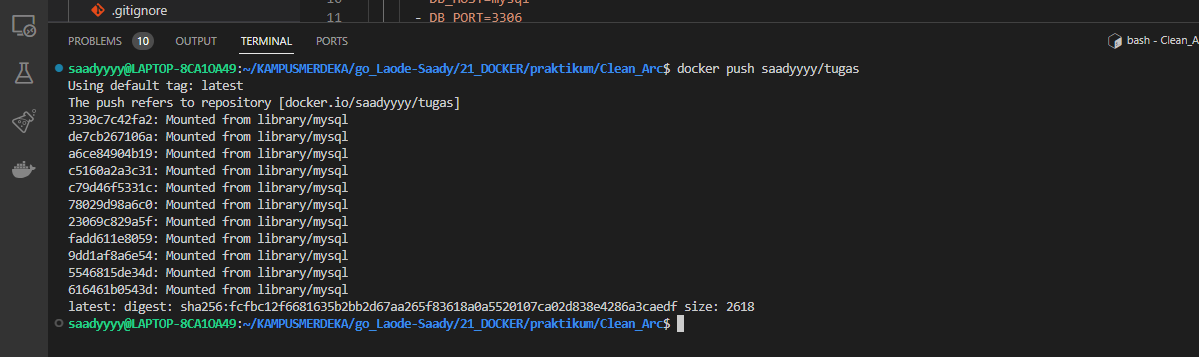 .gitignore
10 - DB_HOST=mysql
11 - DB_PORT=3306
PROBLEMS 10 OUTPUT TERMINAL PORTS
bash - Clean_A
saadyyyy@LAPTOP-8CA1OA49:~/KAMPUSMERDEKA/go_Laode-Saady/21_DOCKER/praktikum/Clean_Arc$ docker push saadyyyy/tugas
Using default tag: latest
The push refers to repository [docker.io/saadyyyy/tugas]
3330c7c42fa2: Mounted from library/mysql
de7cb267106a: Mounted from library/mysql
a6ce84904b19: Mounted from library/mysql
c5160a2a3c31: Mounted from library/mysql
c79d46f5331c: Mounted from library/mysql
78029d98a6c0: Mounted from library/mysql
23069c829a5f: Mounted from library/mysql
fadd611e8059: Mounted from library/mysql
9dd1af8a6e54: Mounted from library/mysql
5546815de34d: Mounted from library/mysql
616461b0543d: Mounted from library/mysql
latest: digest: sha256:fcfbc12f6681635b2bb2d67aa265f83618a0a5520107ca02d838e4286a3caedf size: 2618
saadyyyy@LAPTOP-8CA1OA49:~/KAMPUSMERDEKA/go_Laode-Saady/21_DOCKER/praktikum/Clean_Arc$